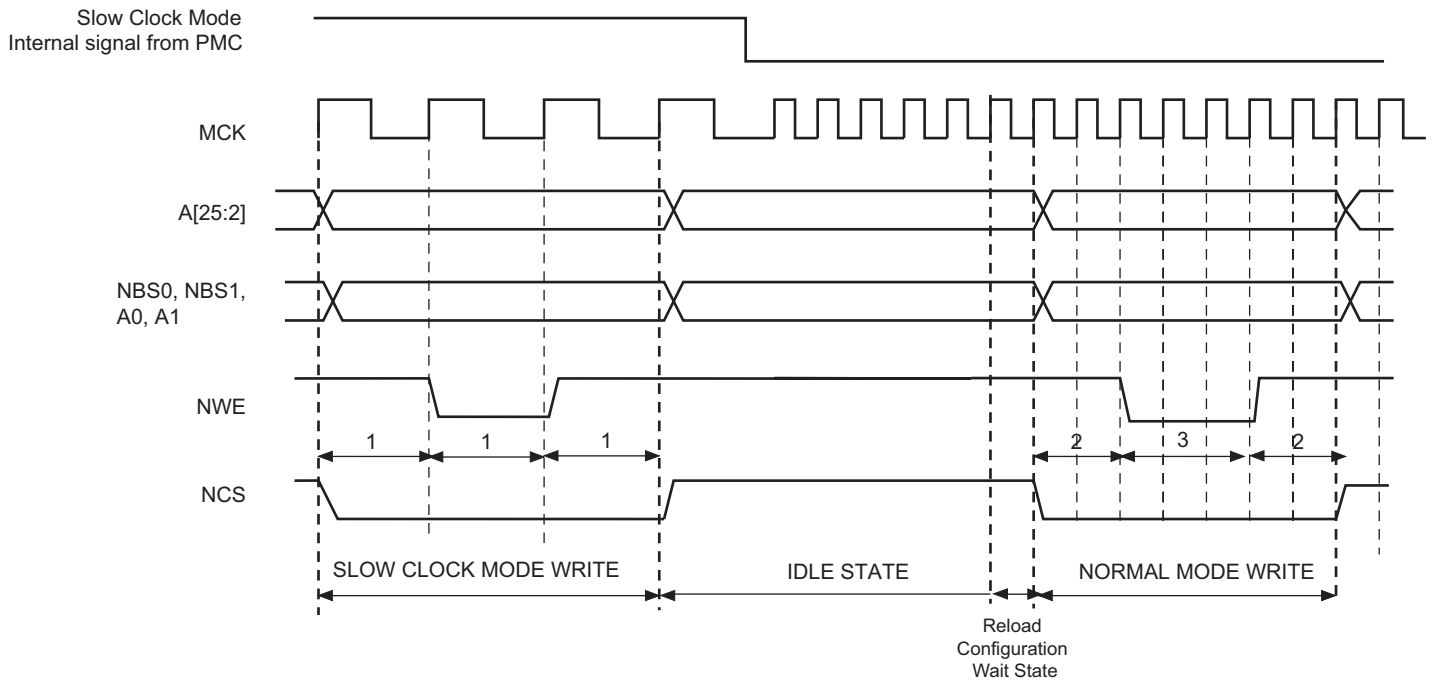 Slow Clock Mode
Internal signal from PMC
MCK
A[25:2]
NBS0, NBS1,
A0, A1
NWE
1 1 1 2 3 2
NCS
SLOW CLOCK MODE WRITE IDLE STATE NORMAL MODE WRITE
Reload
Configuration
Wait State